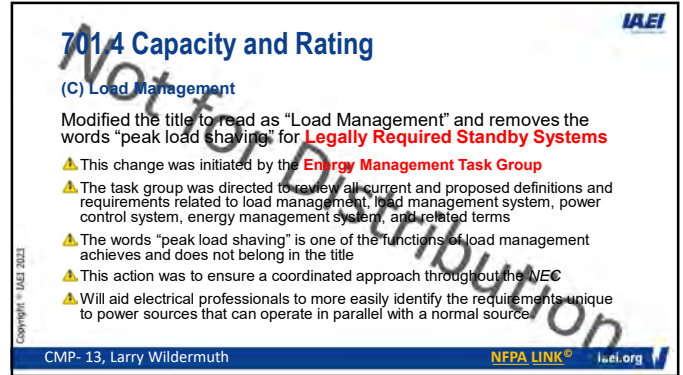 IAEI
701.4 Capacity and Rating
(C) Load Management
Modified the title to read as “Load Management” and removes the
words “peak load shaving” for Legally Required Standby Systems
This change was initiated by the Energy Management Task Group
The task group was directed to review all current and proposed definitions and
requirements related to load management, load management system, power
control system, energy management system, and related terms
The words “peak load shaving” is one of the functions of load management
achieves and does not belong in the title
This action was to ensure a coordinated approach throughout the NEC
Will aid electrical professionals to more easily identify the requirements unique
to power sources that can operate in parallel with a normal source
Not for Distribution
Copyright © IAEI 2023
CMP- 13, Larry Wildermuth
NFPA LINK©
iaei.org